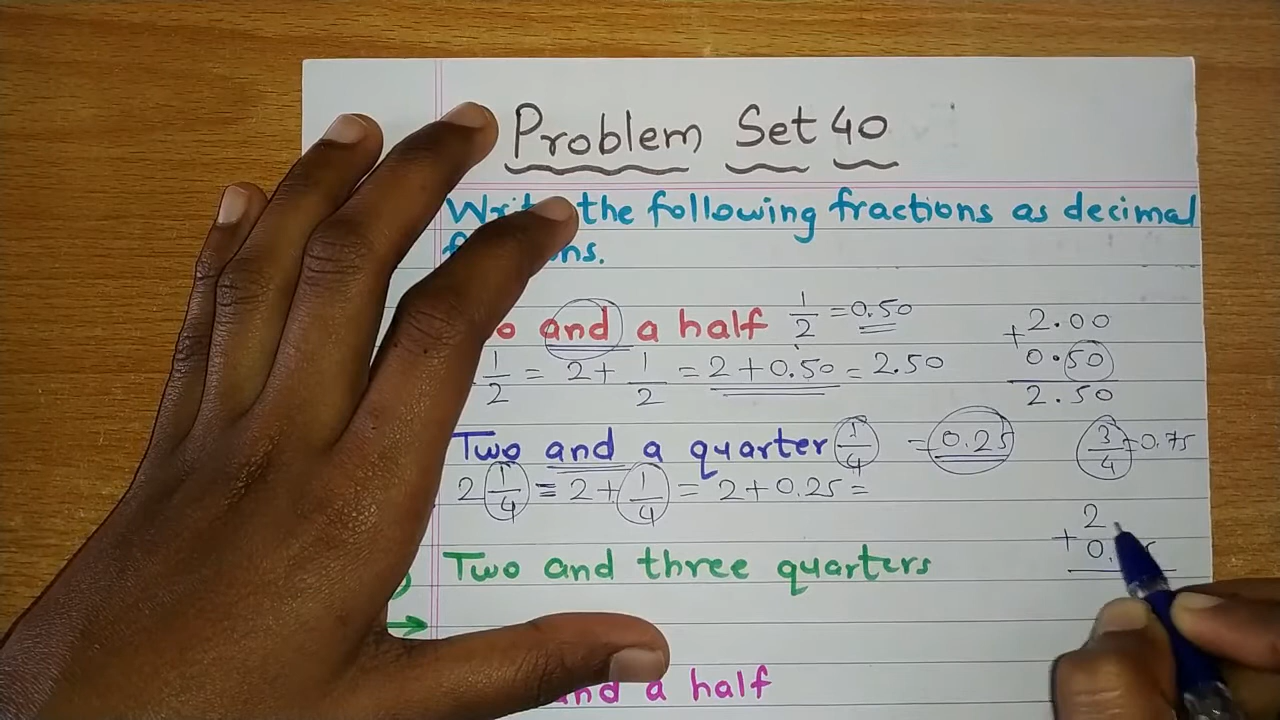 Problem Set 40
the following fractions as decimal
and a half 1/2 = 0.50
1/2 = 2 + 1/2 = 2 + 0.50 = 2.50
+ 2.00
0.50
2.50
Two and a quarter 1/4 = 0.25
3/4 = 0.75
2 1/4 = 2 + 1/4 = 2 + 0.25 =
2
+ 0.
Two and three quarters
and a half